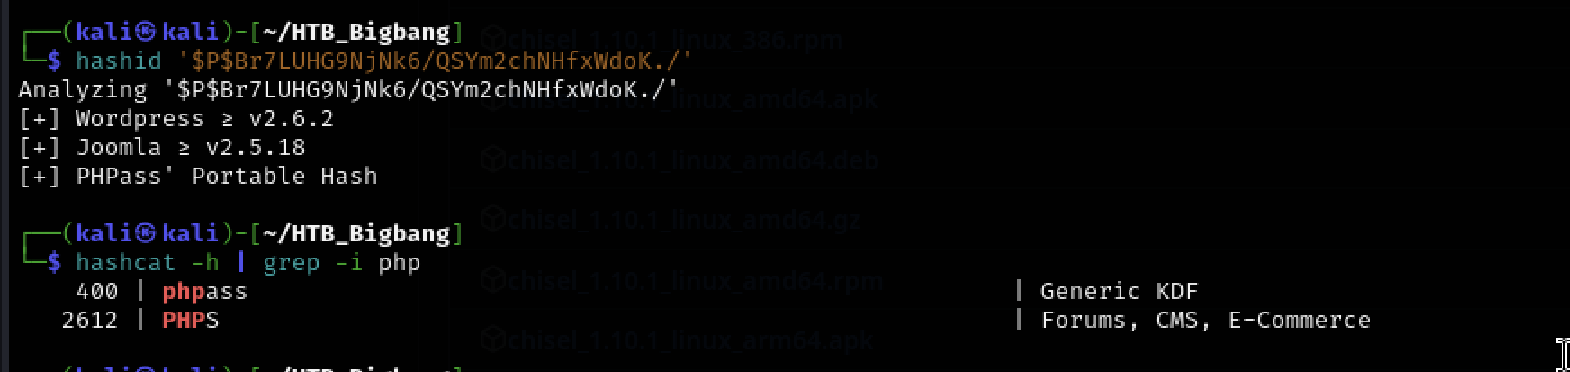 ┌──(kali㉿kali)-[~/HTB_Bigbang]
└─$ hashid '$P$Br7LUHG9NjNk6/QSYm2chNHfxWdoK./'
Analyzing '$P$Br7LUHG9NjNk6/QSYm2chNHfxWdoK./'
[+] Wordpress ≥ v2.6.2
[+] Joomla ≥ v2.5.18
[+] PHPass' Portable Hash
┌──(kali㉿kali)-[~/HTB_Bigbang]
└─$ hashcat -h | grep -i php
400 | phpass | Generic KDF
2612 | PHPS | Forums, CMS, E-Commerce
┌──(kali㉿kali)-[~/HTB_Bigbang]
chisel_1.10.1_linux_386.rpm
chisel_1.10.1_linux_amd64.apk
chisel_1.10.1_linux_amd64.deb
chisel_1.10.1_linux_amd64.gz
chisel_1.10.1_linux_amd64.rpm
chisel_1.10.1_linux_arm64.apk